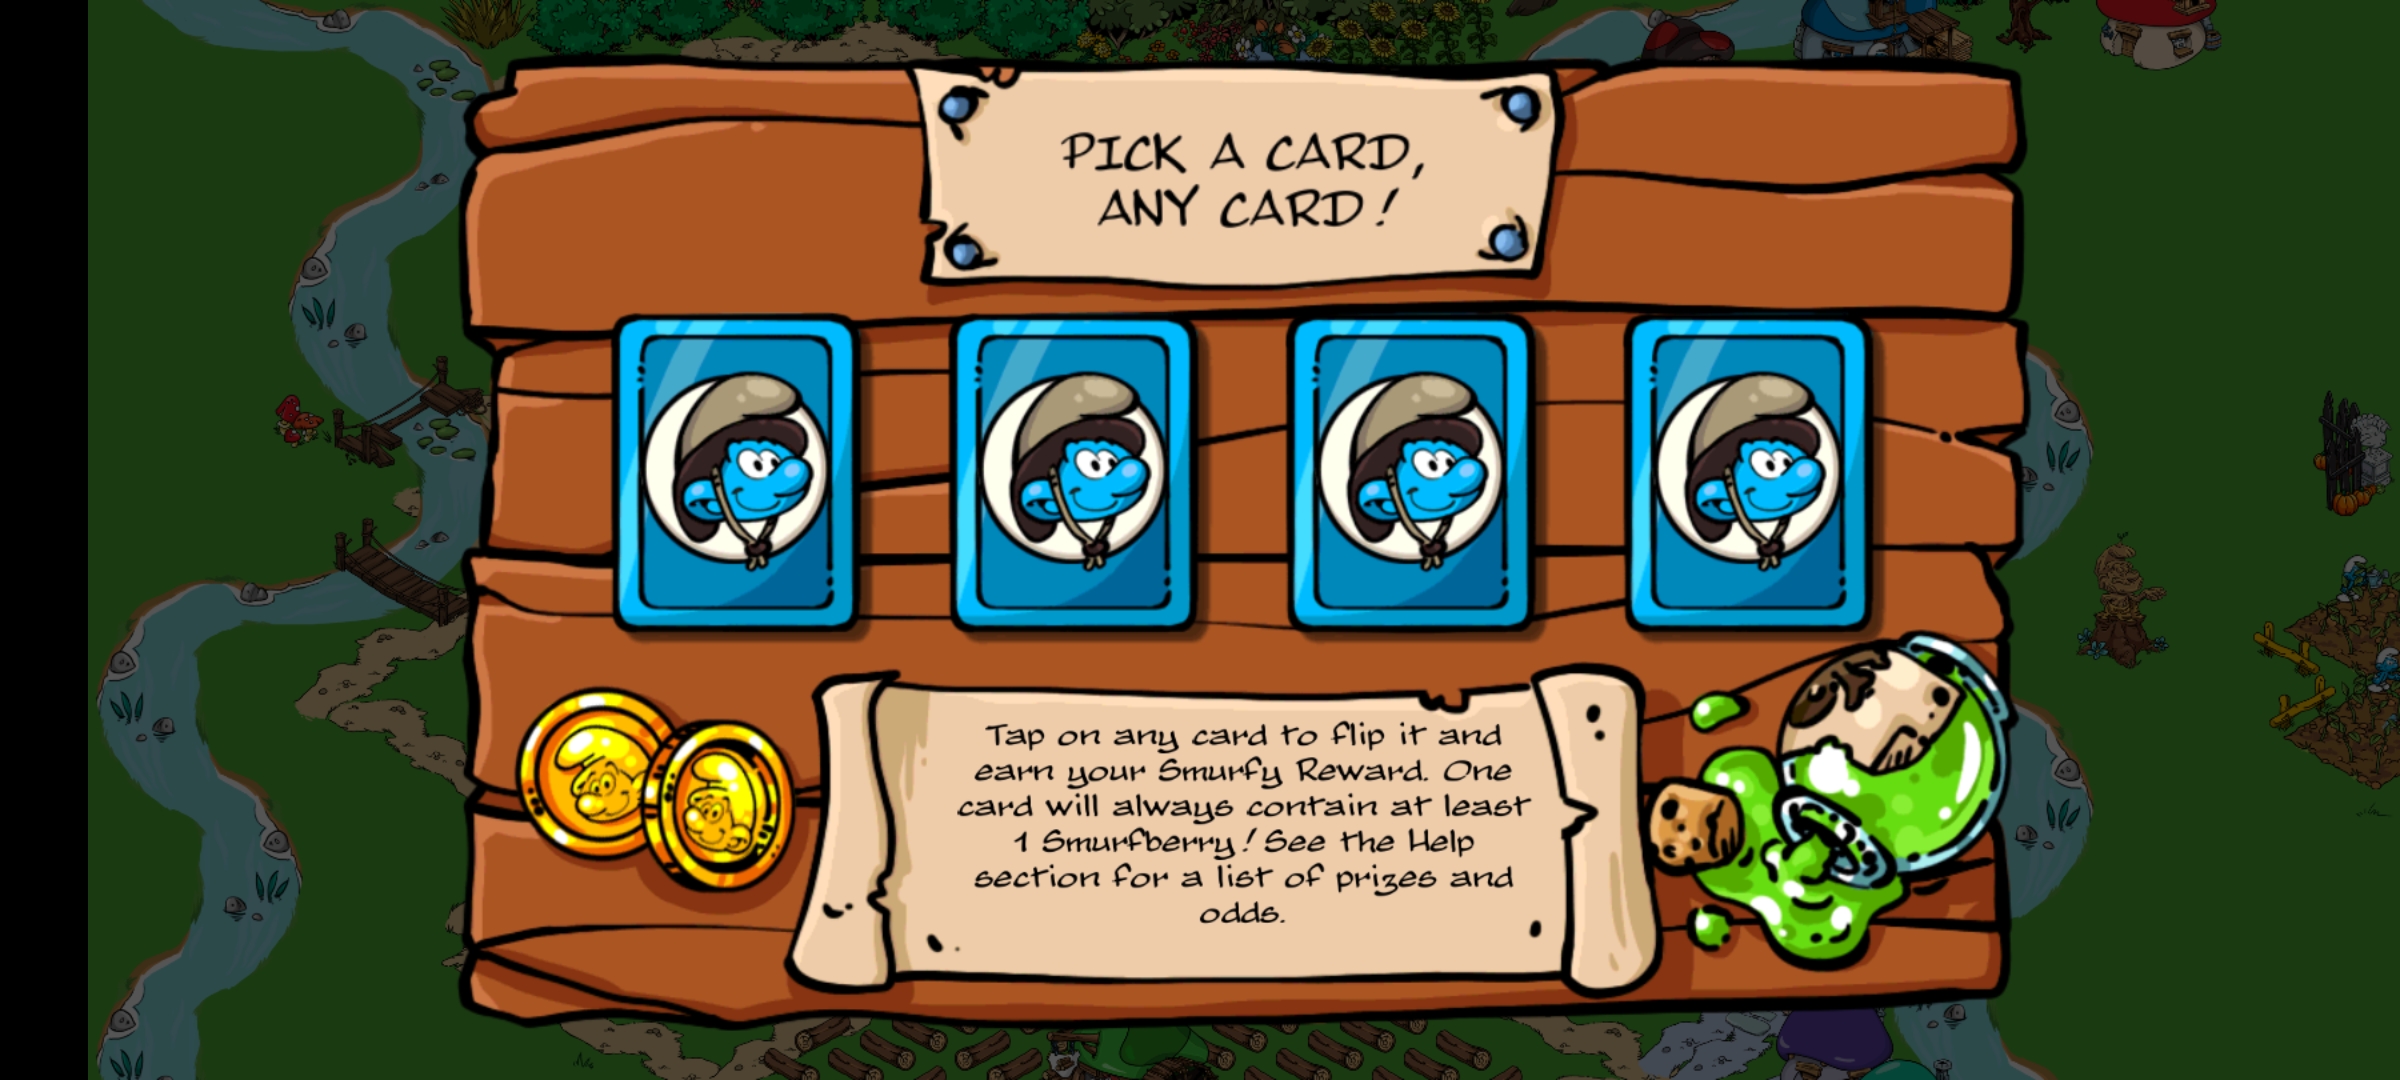 PICK A CARD,
ANY CARD!
Tap on any card to flip it and
earn your Smurfy Reward. One
card will always contain at least
1 Smurfberry! See the Help
section for a list of prizes and
odds.